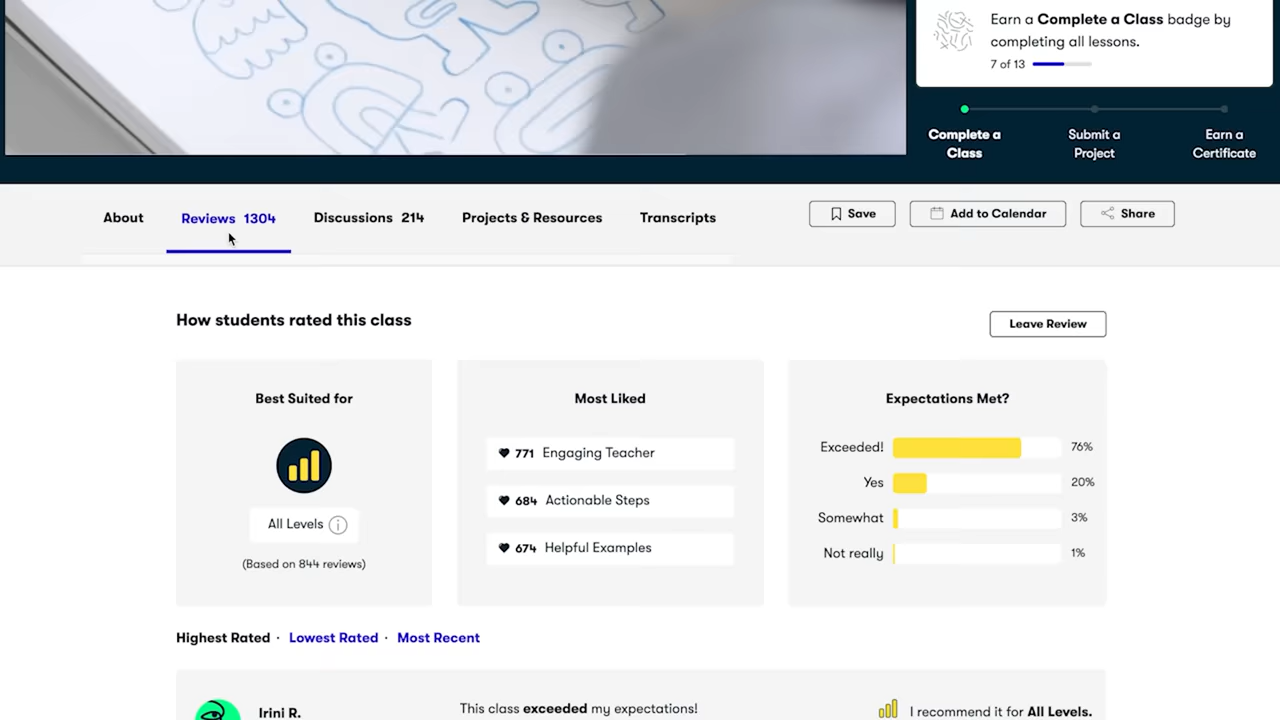 Earn a Complete a Class badge by
completing all lessons.
7 of 13
Complete a
Class
Submit a
Project
Earn a
Certificate
About
Reviews 1304
Discussions 214
Projects & Resources
Transcripts
Save
Add to Calendar
Share
How students rated this class
Leave Review
Best Suited for
All Levels
(Based on 844 reviews)
Most Liked
771 Engaging Teacher
684 Actionable Steps
674 Helpful Examples
Expectations Met?
Exceeded! 76%
Yes 20%
Somewhat 3%
Not really 1%
Highest Rated · Lowest Rated · Most Recent
Irini R.
This class exceeded my expectations!
I recommend it for All Levels.